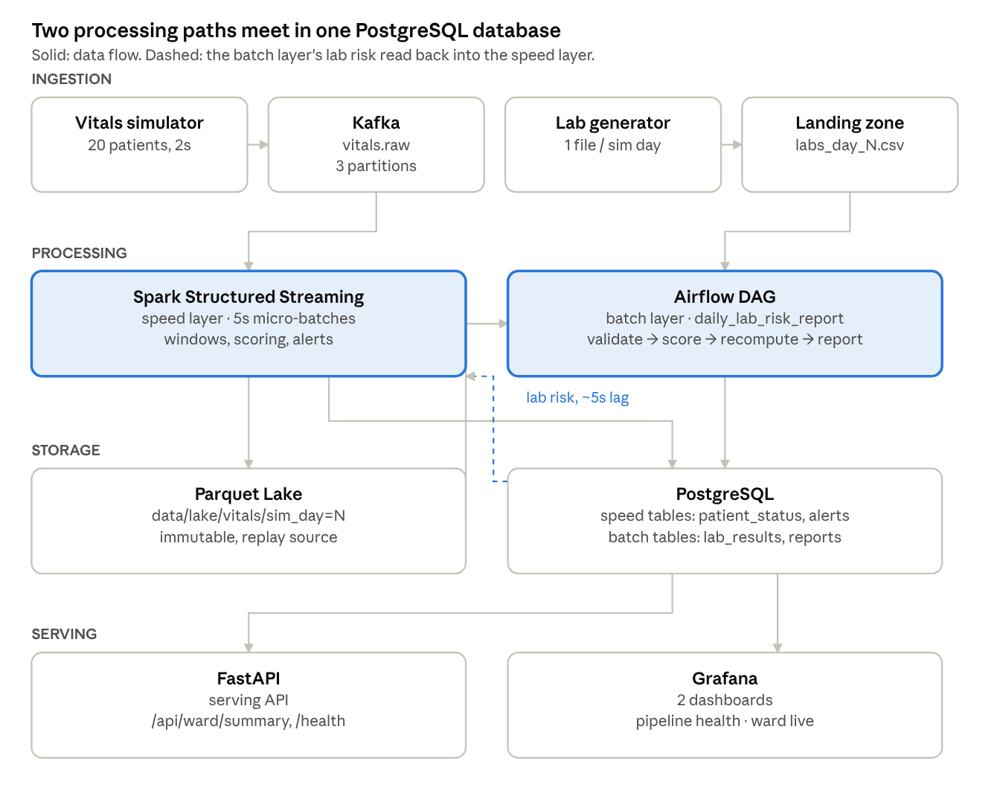 Two processing paths meet in one PostgreSQL database
Solid: data flow. Dashed: the batch layer's lab risk read back into the speed layer.
INGESTION
Vitals simulator
20 patients, 2s
Kafka
vitals.raw
3 partitions
Lab generator
1 file / sim day
Landing zone
labs_day_N.csv
PROCESSING
Spark Structured Streaming
speed layer · 5s micro-batches
windows, scoring, alerts
Airflow DAG
batch layer · daily_lab_risk_report
validate → score → recompute → report
lab risk, ~5s lag
STORAGE
Parquet Lake
data/lake/vitals/sim_day=N
immutable, replay source
PostgreSQL
speed tables: patient_status, alerts
batch tables: lab_results, reports
SERVING
FastAPI
serving API
/api/ward/summary, /health
Grafana
2 dashboards
pipeline health · ward live